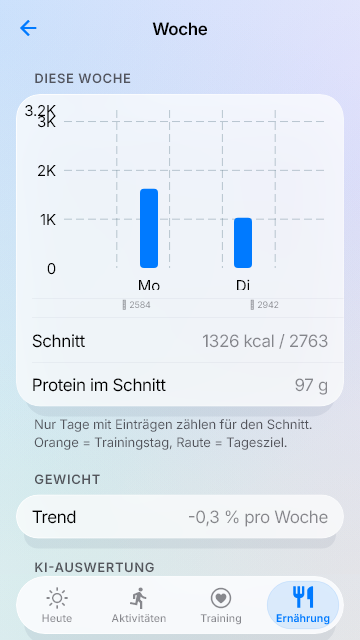 Woche
DIESE WOCHE
3.2K
3K
2K
1K
0
Mo Di
2584 2942
Schnitt 1326 kcal / 2763
Protein im Schnitt 97 g
Nur Tage mit Einträgen zählen für den Schnitt.
Orange = Trainingstag, Raute = Tagesziel.
GEWICHT
Trend -0,3 % pro Woche
KI-AUSWERTUNG
Heute Aktivitäten Training Ernährung